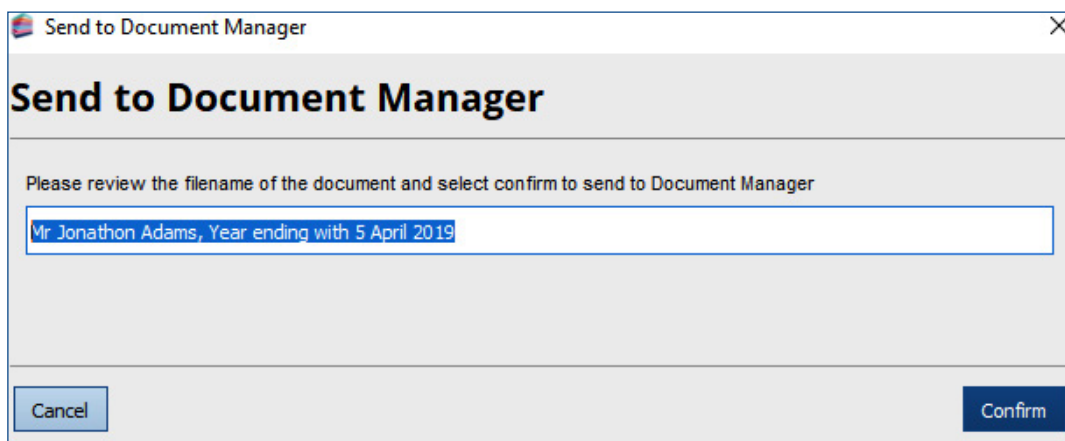 Send to Document Manager
Send to Document Manager
Please review the filename of the document and select confirm to send to Document Manager
Mr Jonathon Adams, Year ending with 5 April 2019
Cancel
Confirm